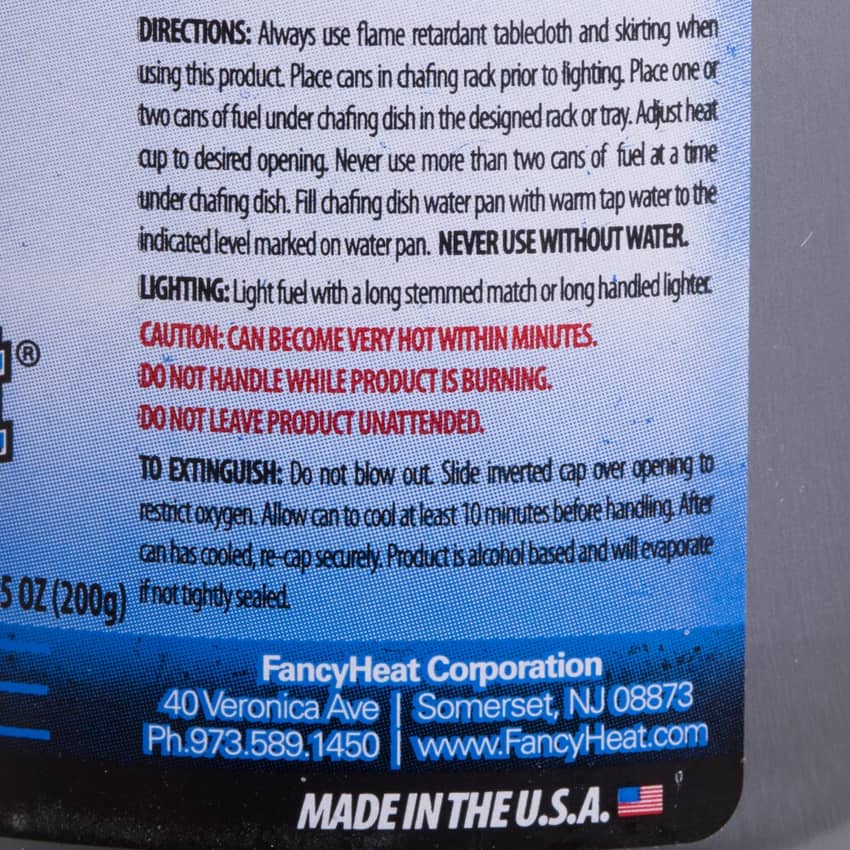 DIRECTIONS: Always use flame retardant tablecloth and skirting when
using this product. Place cans in chafing rack prior to lighting. Place one or
two cans of fuel under chafing dish in the designed rack or tray. Adjust heat
cup to desired opening. Never use more than two cans of fuel at a time
under chafing dish. Fill chafing dish water pan with warm tap water to the
indicated level marked on water pan. NEVER USE WITHOUT WATER.
LIGHTING: Light fuel with a long stemmed match or long handled lighter.
CAUTION: CAN BECOME VERY HOT WITHIN MINUTES.
®
DO NOT HANDLE WHILE PRODUCT IS BURNING.
DO NOT LEAVE PRODUCT UNATTENDED.
TO EXTINGUISH: Do not blow out. Slide inverted cap over opening to
restrict oxygen. Allow can to cool at least 10 minutes before handling. After
can has cooled, re-cap securely. Product is alcohol based and will evaporate
if not tightly sealed.
5 OZ (200g)
FancyHeat Corporation
40 Veronica Ave | Somerset, NJ 08873
Ph.973.589.1450 | www.FancyHeat.com
MADE IN THE U.S.A.